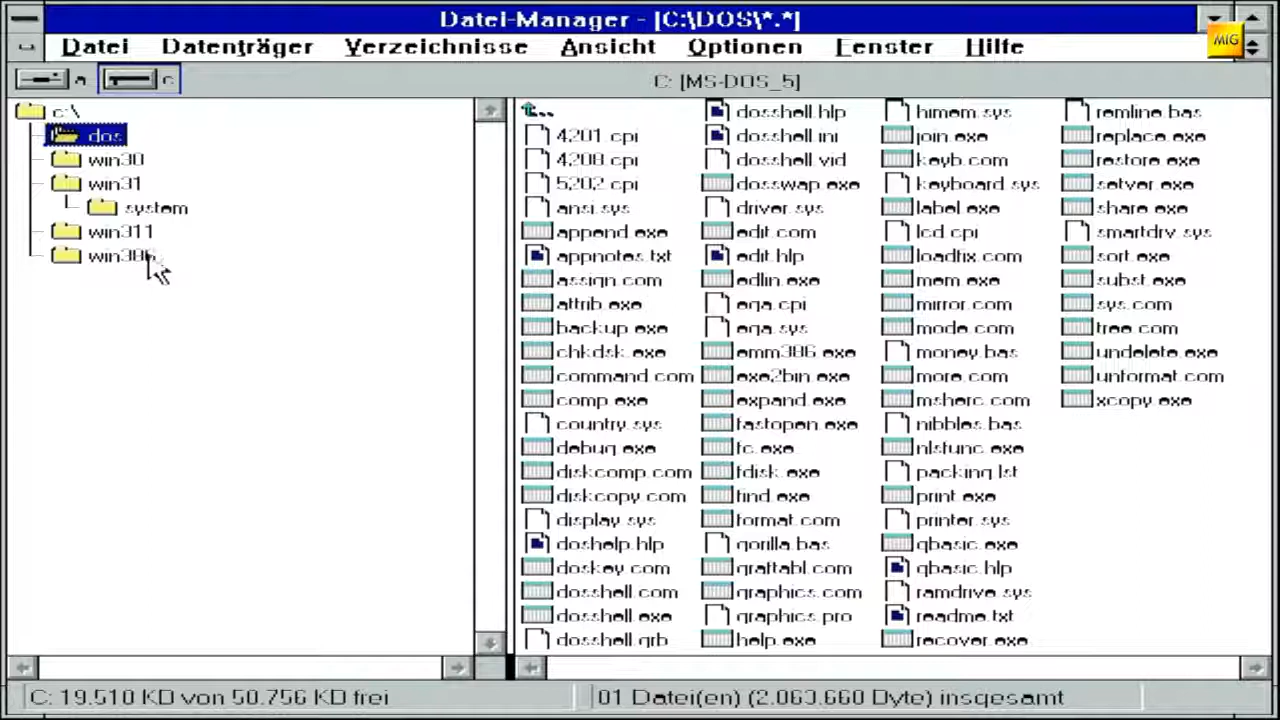 Datei-Manager - [C:\DOS\*.*]
MIG
Datei Datenträger Verzeichnisse Ansicht Optionen Fenster Hilfe
a c
C: [MS-DOS_5]
c:\
dos
win30
win31
system
win311
win386
..
4201.cpi
4208.cpi
5202.cpi
ansi.sys
append.exe
appnotes.txt
assign.com
attrib.exe
backup.exe
chkdsk.exe
command.com
comp.exe
country.sys
debug.exe
diskcomp.com
diskcopy.com
display.sys
doshelp.hlp
doskey.com
dosshell.com
dosshell.exe
dosshell.grb
dosshell.hlp
dosshell.ini
dosshell.vid
dosswap.exe
driver.sys
edit.com
edit.hlp
edlin.exe
ega.cpi
ega.sys
emm386.exe
exe2bin.exe
expand.exe
fastopen.exe
fc.exe
fdisk.exe
find.exe
format.com
gorilla.bas
graftabl.com
graphics.com
graphics.pro
help.exe
himem.sys
join.exe
keyb.com
keyboard.sys
label.exe
lcd.cpi
loadfix.com
mem.exe
mirror.com
mode.com
money.bas
more.com
msherc.com
nibbles.bas
nlsfunc.exe
packing.lst
print.exe
printer.sys
qbasic.exe
qbasic.hlp
ramdrive.sys
readme.txt
recover.exe
remline.bas
replace.exe
restore.exe
setver.exe
share.exe
smartdrv.sys
sort.exe
subst.exe
sys.com
tree.com
undelete.exe
unformat.com
xcopy.exe
C: 19.510 KB von 50.756 KB frei
81 Datei(en) (2.063.660 Byte) insgesamt